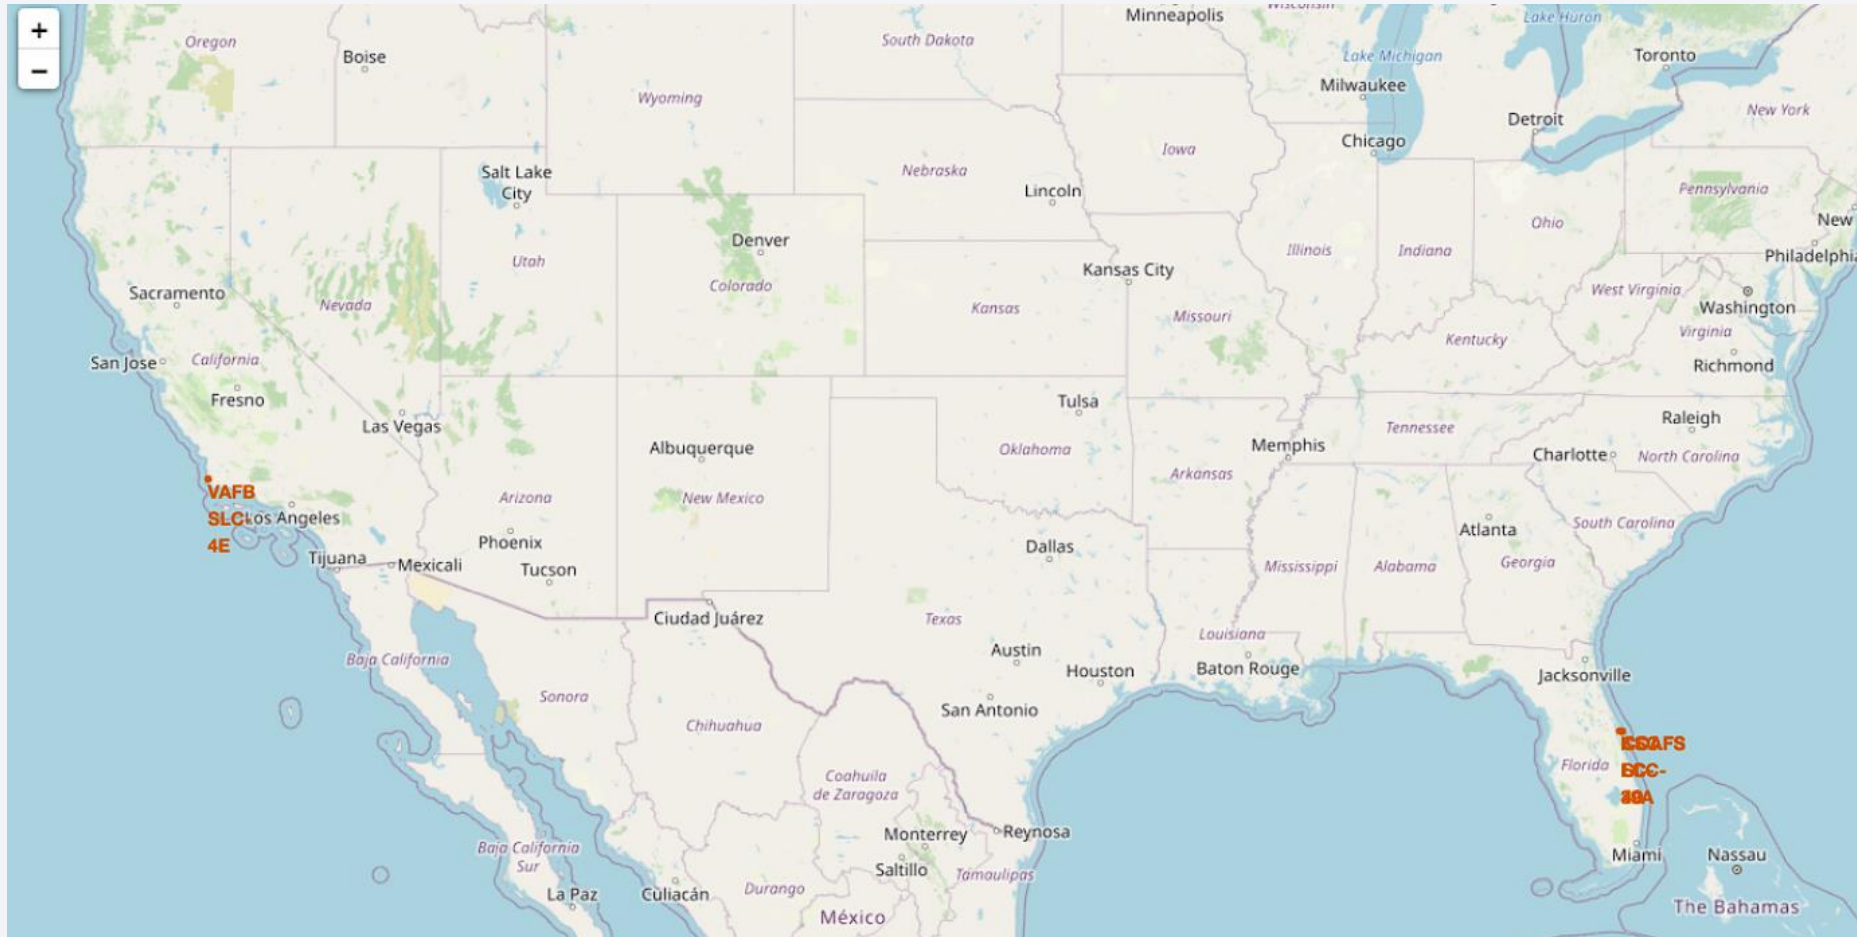 +
−
Oregon
Boise
Wyoming
South Dakota
Minneapolis
Wisconsin
Lake Michigan
Lake Huron
Toronto
Milwaukee
Detroit
New York
Chicago
Iowa
Nebraska
Lincoln
Salt Lake
City
Pennsylvania
New
Ohio
Philadelphia
Denver
Utah
Colorado
Illinois
Indiana
Kansas City
Sacramento
Nevada
Kansas
Missouri
West Virginia
Washington
Virginia
Kentucky
Richmond
San Jose
California
Fresno
Las Vegas
Albuquerque
Tulsa
Oklahoma
Memphis
Tennessee
Raleigh
Charlotte
North Carolina
Arkansas
VAFB
SLC-
4E
Los Angeles
Arizona
New Mexico
Phoenix
Tucson
Dallas
Atlanta
South Carolina
Tijuana
Mexicali
Mississippi
Alabama
Georgia
Ciudad Juárez
Texas
Louisiana
Baja California
Austin
Houston
Baton Rouge
Jacksonville
Sonora
San Antonio
Chihuahua
Florida
Coahuila
de Zaragoza
Monterrey
Reynosa
Saltillo
Tamaulipas
Baja California
Sur
La Paz
Culiacán
Durango
México
Miami
Nassau
The Bahamas